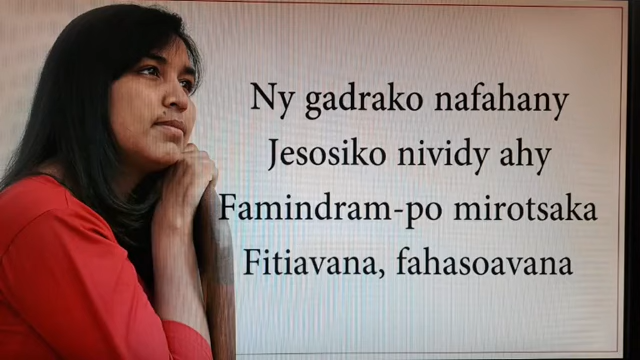 Ny gadrako nafahany
Jesosiko nividy ahy
Famindram-po mirotsaka
Fitiavana, fahasoavana